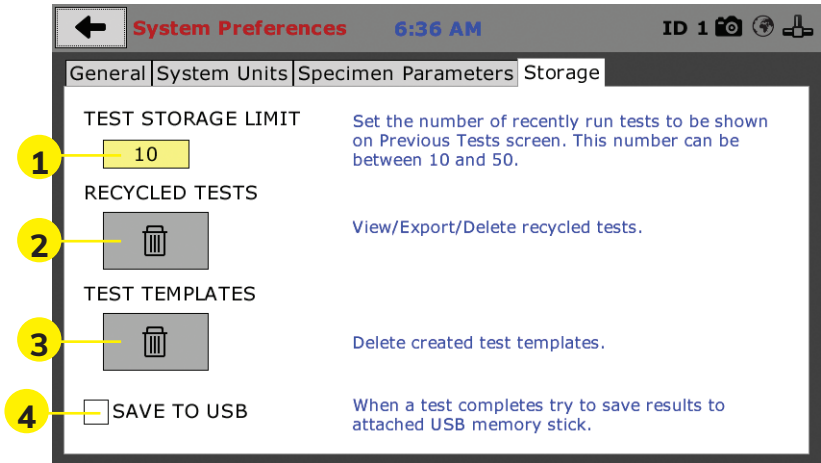 System Preferences 6:36 AM ID 1
General System Units Specimen Parameters Storage
TEST STORAGE LIMIT
Set the number of recently run tests to be shown
on Previous Tests screen. This number can be
between 10 and 50.
1
10
RECYCLED TESTS
2
View/Export/Delete recycled tests.
TEST TEMPLATES
3
Delete created test templates.
4
SAVE TO USB
When a test completes try to save results to
attached USB memory stick.